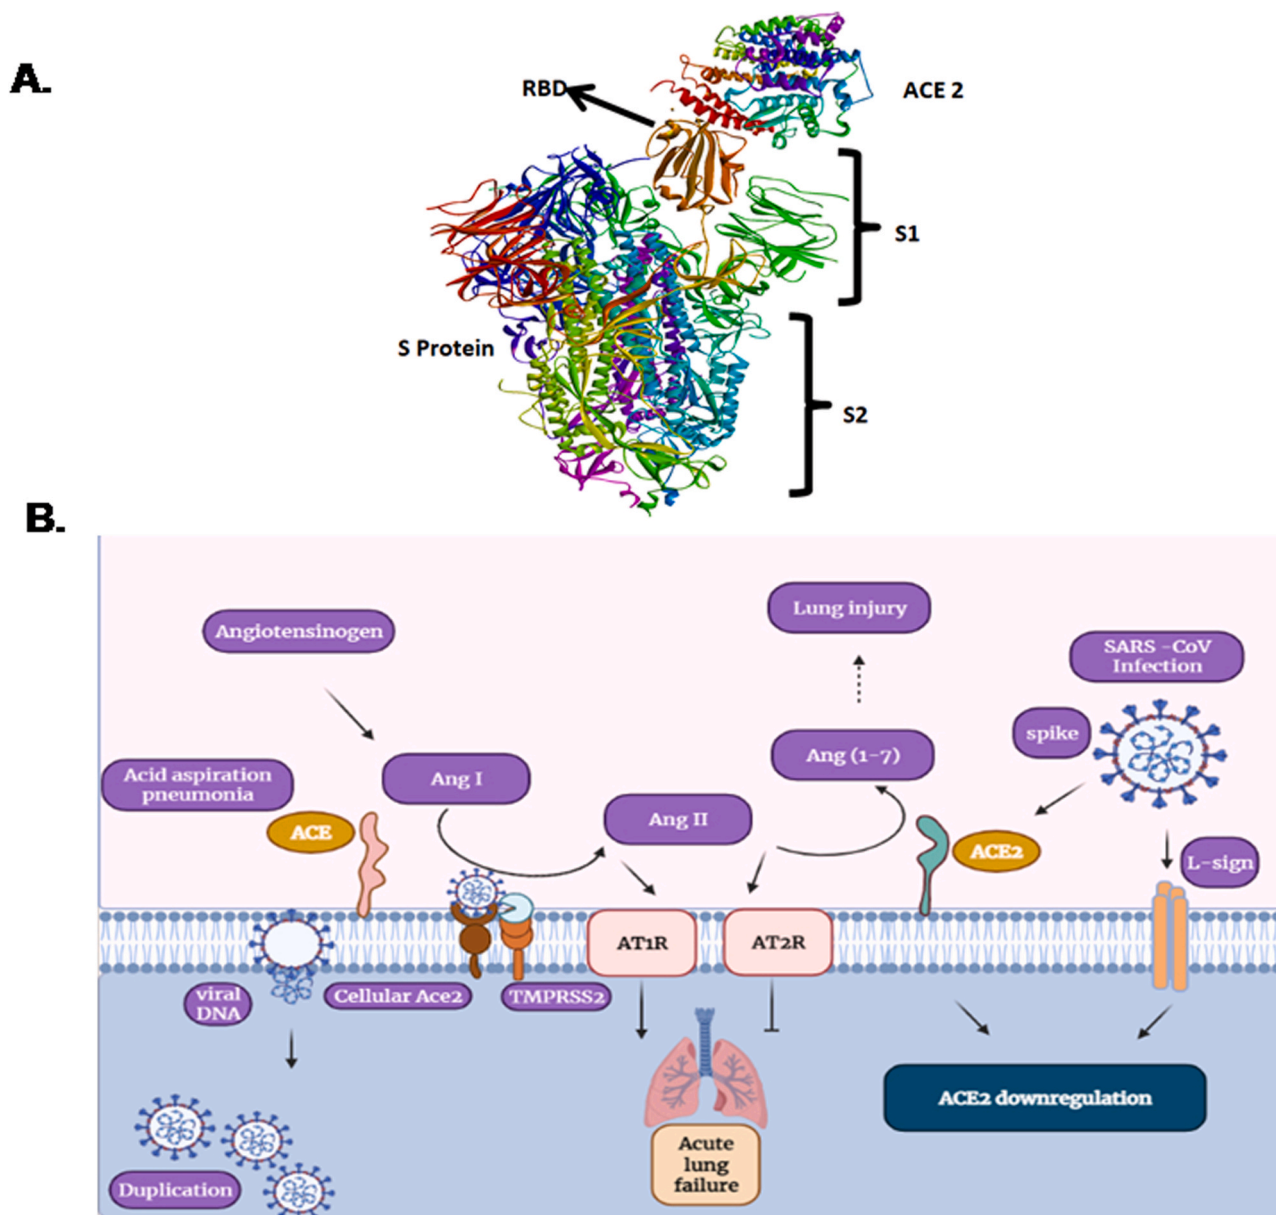 A.
RBD
ACE 2
S1
S Protein
S2
B.
Lung injury
Angiotensinogen
SARS -CoV
Infection
spike
Ang (1-7)
Acid aspiration
pneumonia
Ang I
Ang II
ACE
ACE2
L-sign
AT1R
AT2R
viral
DNA
Cellular Ace2
TMPRSS2
ACE2 downregulation
Acute
lung
failure
Duplication